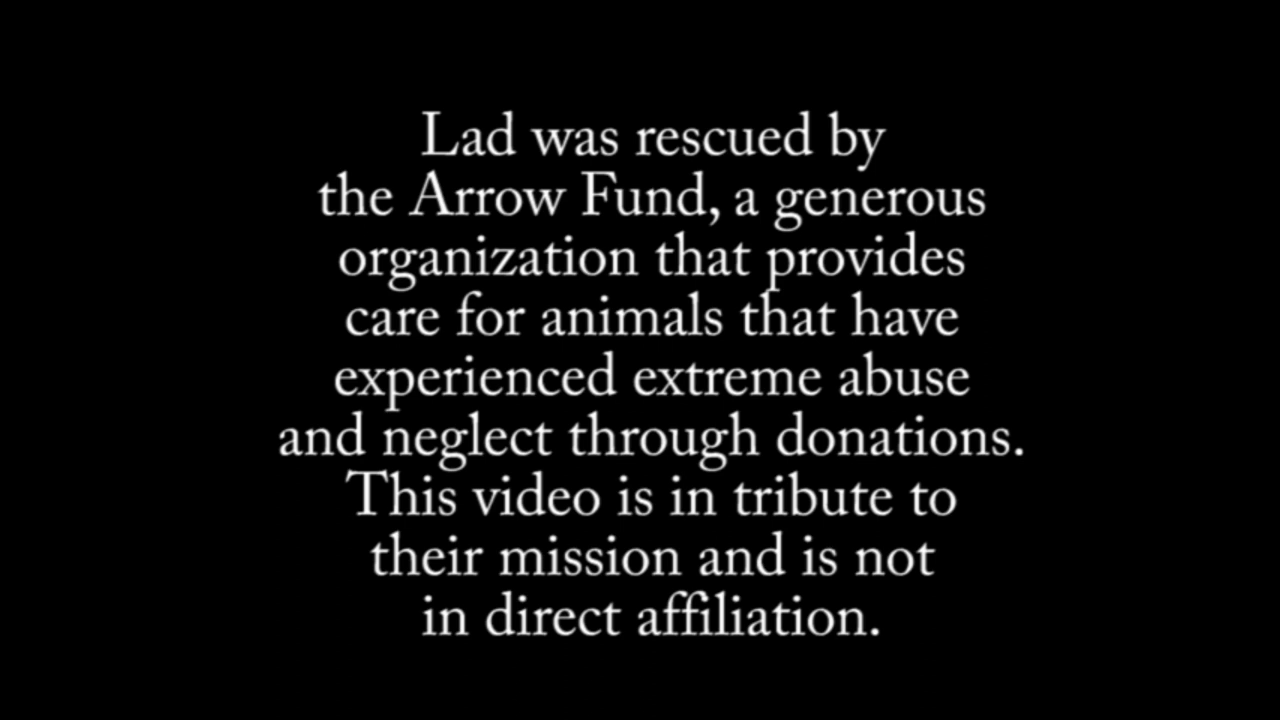 Lad was rescued by
the Arrow Fund, a generous
organization that provides
care for animals that have
experienced extreme abuse
and neglect through donations.
This video is in tribute to
their mission and is not
in direct affiliation.